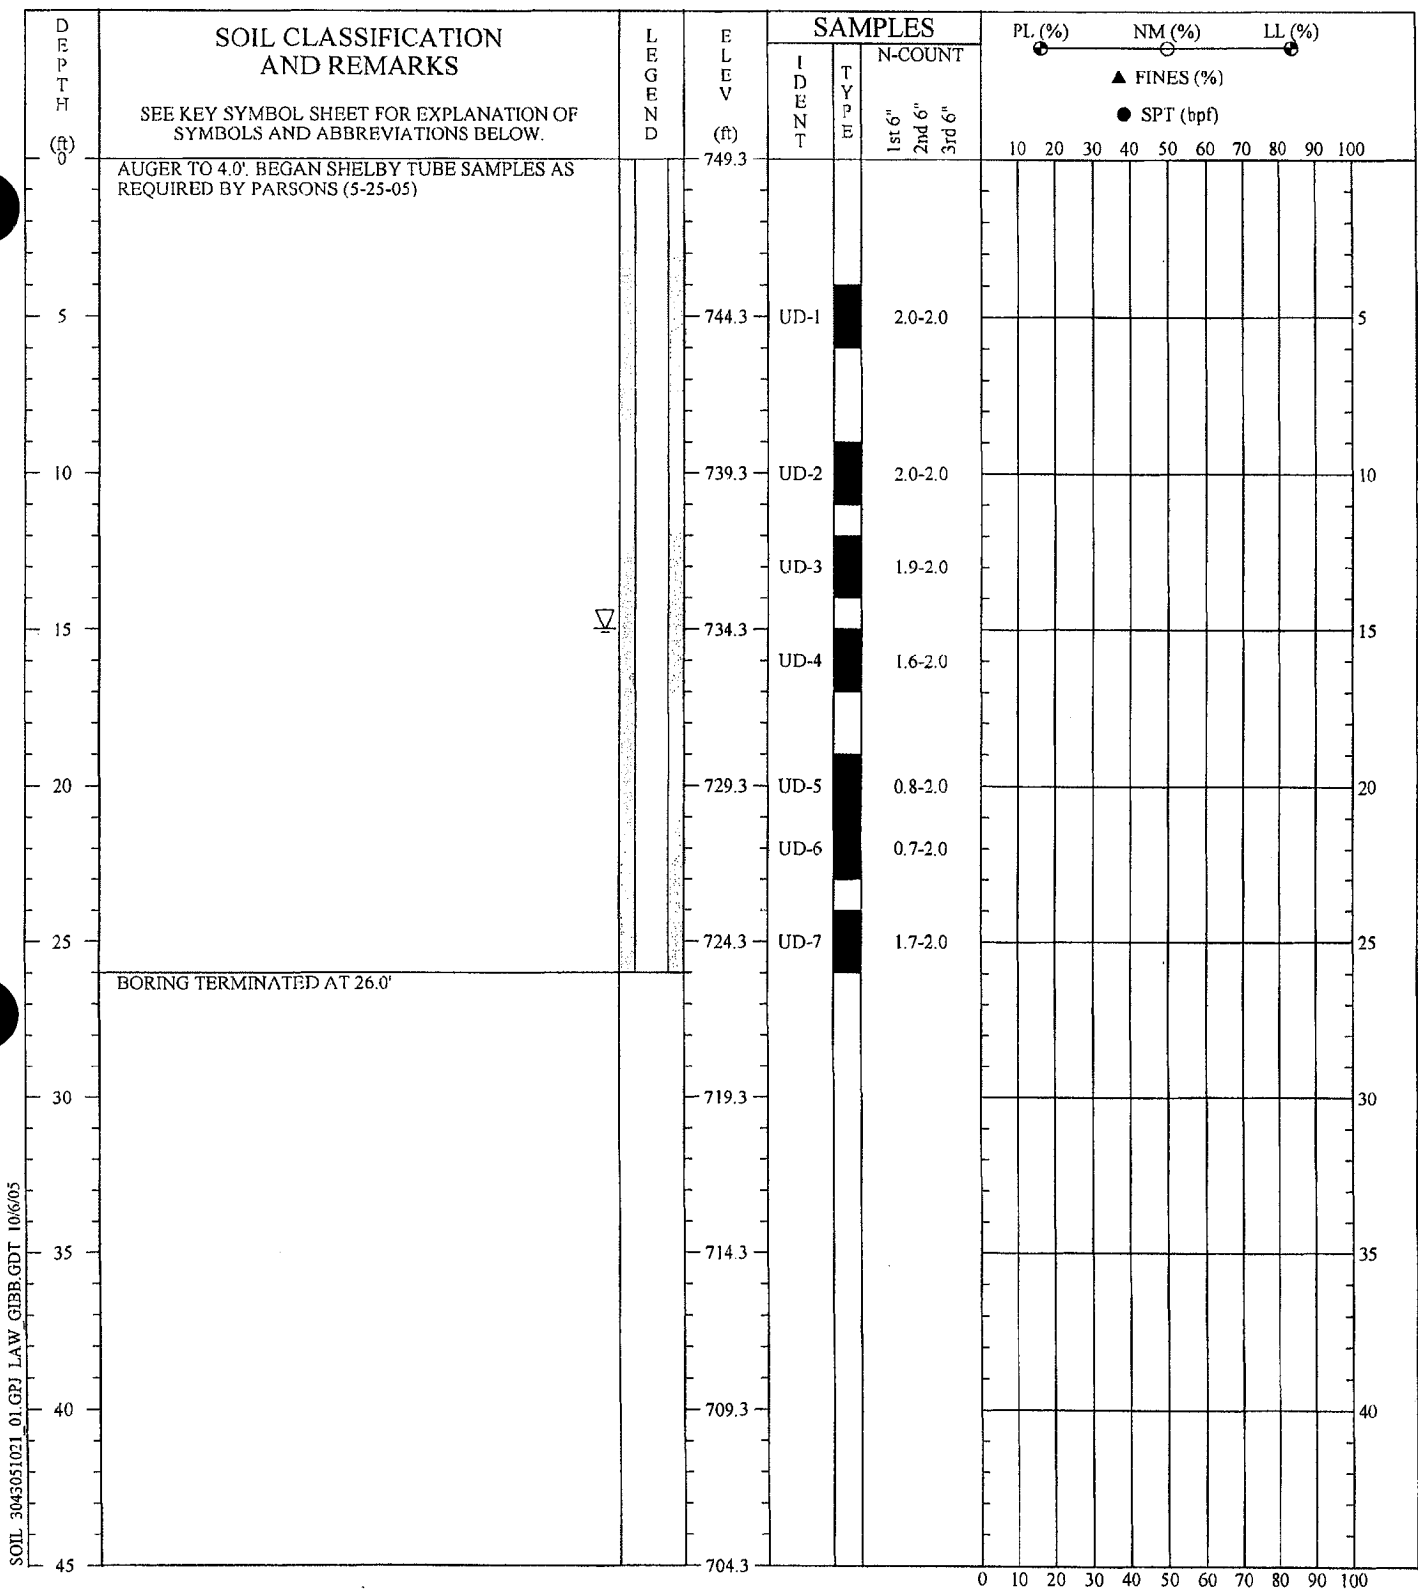 DEPTH (ft)
SOIL CLASSIFICATION
AND REMARKS
SEE KEY SYMBOL SHEET FOR EXPLANATION OF
SYMBOLS AND ABBREVIATIONS BELOW.
LEGEND
ELEV (ft)
SAMPLES
IDENT
TYPE
N-COUNT
1st 6"
2nd 6"
3rd 6"
PL (%) NM (%) LL (%)
▲ FINES (%)
● SPT (bpf)
10 20 30 40 50 60 70 80 90 100
0 749.3
AUGER TO 4.0'. BEGAN SHELBY TUBE SAMPLES AS
REQUIRED BY PARSONS (5-25-05)
5 744.3 UD-1 2.0-2.0 5
10 739.3 UD-2 2.0-2.0 10
UD-3 1.9-2.0
15 734.3 15
UD-4 1.6-2.0
20 729.3 UD-5 0.8-2.0 20
UD-6 0.7-2.0
25 724.3 UD-7 1.7-2.0 25
BORING TERMINATED AT 26.0'
30 719.3 30
35 714.3 35
40 709.3 40
45 704.3
0 10 20 30 40 50 60 70 80 90 100
SOIL 3043051021_01.GPJ LAW_GIBB.GDT 10/6/05